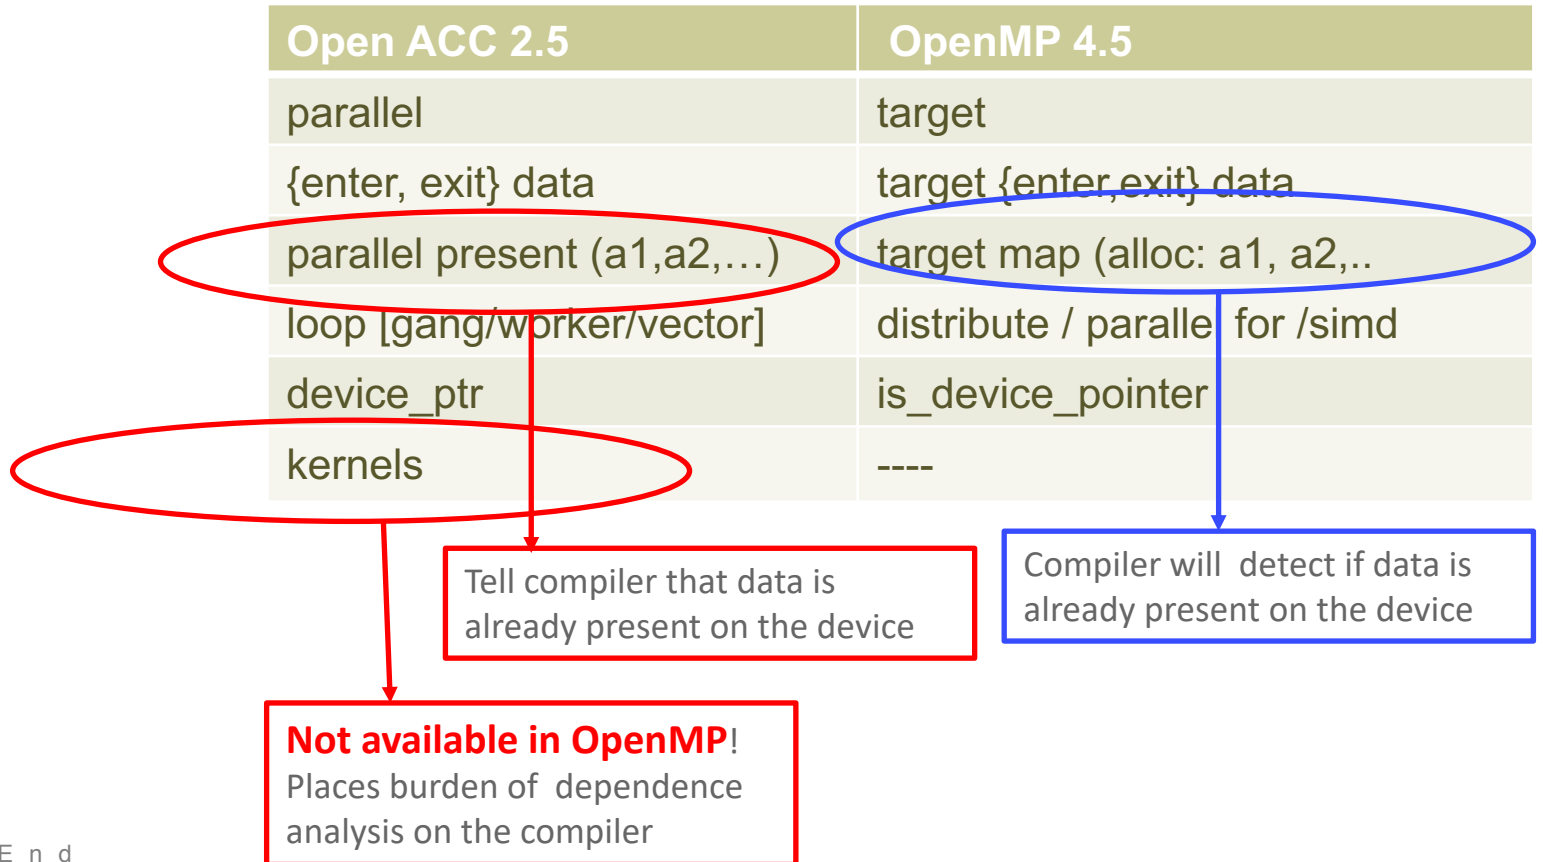 Open ACC 2.5 OpenMP 4.5
parallel target
{enter, exit} data target {enter,exit} data
parallel present (a1,a2,…) target map (alloc: a1, a2,..
loop [gang/worker/vector] distribute / parallel for /simd
device_ptr is_device_pointer
kernels ----
Tell compiler that data is
already present on the device
Compiler will detect if data is
already present on the device
Not available in OpenMP!
Places burden of dependence
analysis on the compiler
E n d